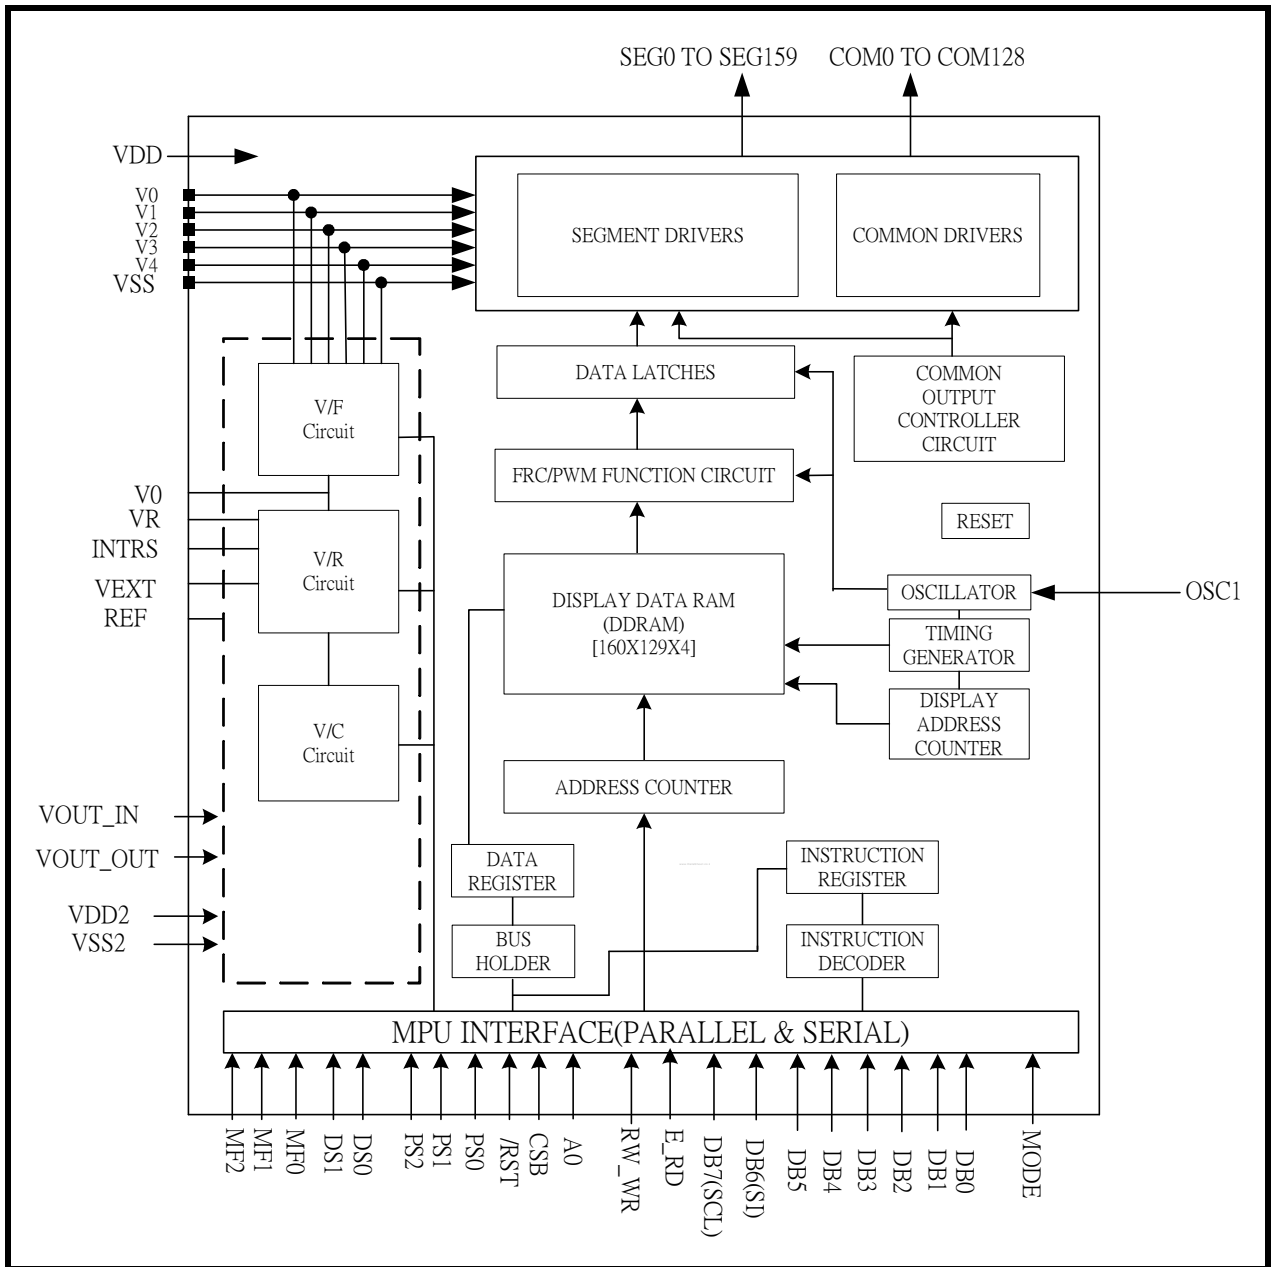 SEG0 TO SEG159
COM0 TO COM128
VDD
V0
V1
V2
V3
V4
VSS
SEGMENT DRIVERS
COMMON DRIVERS
V/F
Circuit
DATA LATCHES
COMMON
OUTPUT
CONTROLLER
CIRCUIT
FRC/PWM FUNCTION CIRCUIT
V0
VR
INTRS
VEXT
REF
V/R
Circuit
RESET
DISPLAY DATA RAM
(DDRAM)
[160X129X4]
OSCILLATOR
OSC1
TIMING
GENERATOR
DISPLAY
ADDRESS
COUNTER
V/C
Circuit
ADDRESS COUNTER
VOUT_IN
VOUT_OUT
VDD2
VSS2
DATA
REGISTER
INSTRUCTION
REGISTER
BUS
HOLDER
INSTRUCTION
DECODER
MPU INTERFACE(PARALLEL & SERIAL)
MF2
MF1
MF0
DS1
DS0
PS2
PS1
PS0
/RST
CSB
A0
RW_WR
E_RD
DB7(SCL)
DB6(SI)
DB5
DB4
DB3
DB2
DB1
DB0
MODE